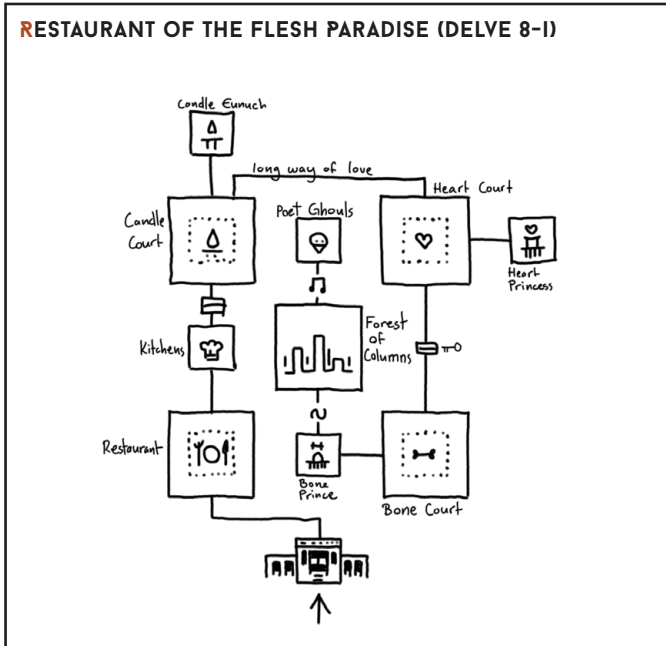 RESTAURANT OF THE FLESH PARADISE (DELVE 8-1)
Candle Eunuch
long way of love
Heart Court
Poet Ghouls
Candle
Court
Heart
Princess
Forest
of
Columns
Kitchens
Restaurant
Bone
Prince
Bone Court